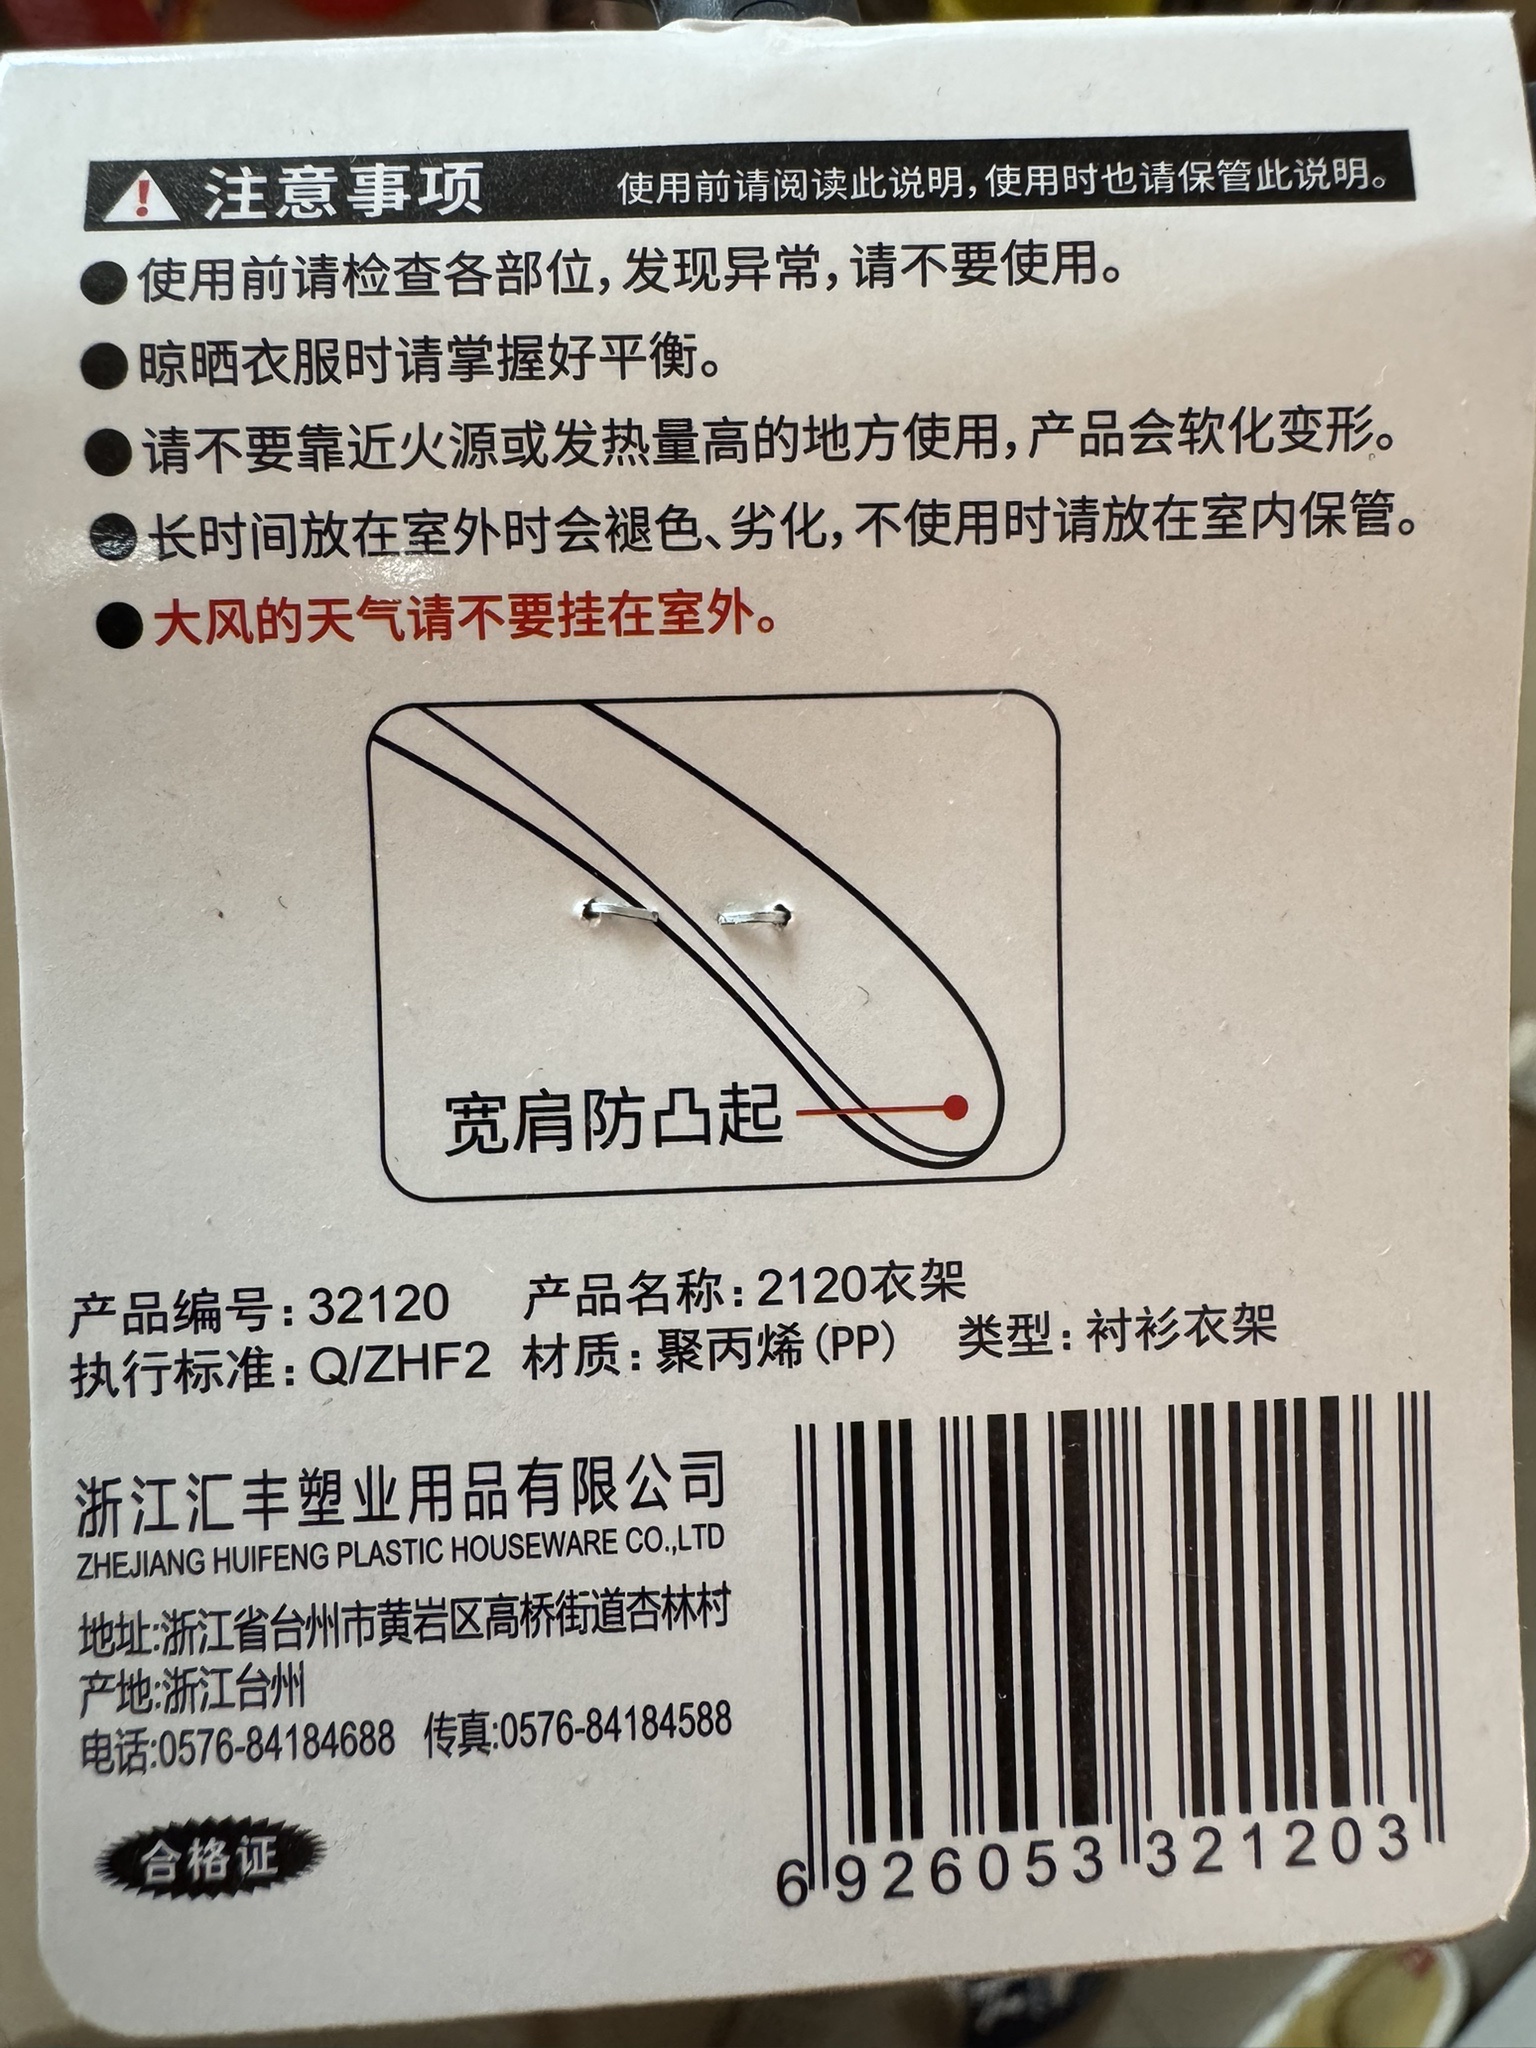 注意事项 使用前请阅读此说明,使用时也请保管此说明。
●使用前请检查各部位,发现异常,请不要使用。
●晾晒衣服时请掌握好平衡。
●请不要靠近火源或发热量高的地方使用,产品会软化变形。
●长时间放在室外时会褪色、劣化,不使用时请放在室内保管。
●大风的天气请不要挂在室外。
宽肩防凸起
产品编号:32120 产品名称:2120衣架
执行标准:Q/ZHF2 材质:聚丙烯(PP) 类型:衬衫衣架
浙江汇丰塑业用品有限公司
ZHEJIANG HUIFENG PLASTIC HOUSEWARE CO.,LTD
地址:浙江省台州市黄岩区高桥街道杏林村
产地:浙江台州
电话:0576-84184688 传真:0576-84184588
合格证
6 926053 321203